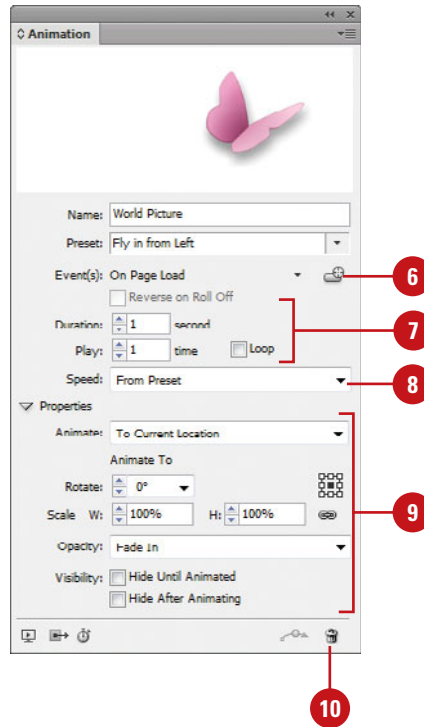 Animation
Name: World Picture
Preset: Fly in from Left
Event(s): On Page Load
6
Reverse on Roll Off
Duration: 1 second
7
Play: 1 time Loop
Speed: From Preset
8
Properties
Animate: To Current Location
Animate To
Rotate: 0°
Scale W: 100% H: 100%
9
Opacity: Fade In
Visibility: Hide Until Animated
Hide After Animating
10